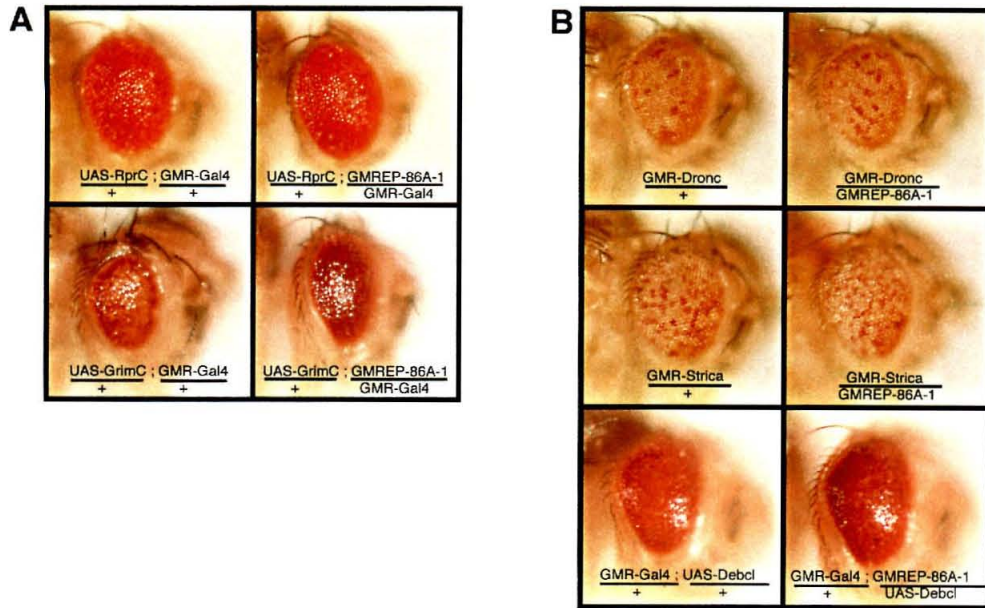 A
UAS-RprC ; GMR-Gal4
+ +
UAS-RprC ; GMREP-86A-1
+ GMR-Gal4
UAS-GrimC ; GMR-Gal4
+ +
UAS-GrimC ; GMREP-86A-1
+ GMR-Gal4
B
GMR-Dronc
+
GMR-Dronc
GMREP-86A-1
GMR-Strica
+
GMR-Strica
GMREP-86A-1
GMR-Gal4 ; UAS-Debcl
+ +
GMR-Gal4 ; GMREP-86A-1
+ UAS-Debcl